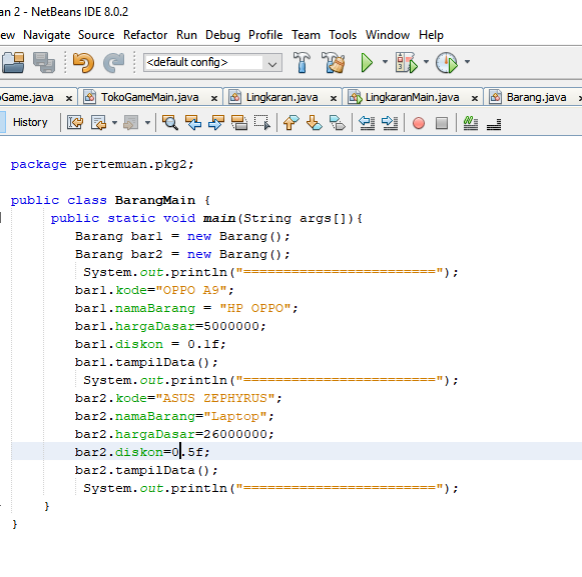 an 2 - NetBeans IDE 8.0.2
ew Navigate Source Refactor Run Debug Profile Team Tools Window Help
<default config>
oGame.java x TokoGameMain.java x Lingkaran.java x LingkaranMain.java x Barang.java x
History
package pertemuan.pkg2;
public class BarangMain {
public static void main(String args[]){
Barang bar1 = new Barang();
Barang bar2 = new Barang();
System.out.println("========================");
bar1.kode="OPPO A9";
bar1.namaBarang = "HP OPPO";
bar1.hargaDasar=5000000;
bar1.diskon = 0.1f;
bar1.tampilData();
System.out.println("========================");
bar2.kode="ASUS ZEPHYRUS";
bar2.namaBarang="Laptop";
bar2.hargaDasar=26000000;
bar2.diskon=0.5f;
bar2.tampilData();
System.out.println("========================");
}
}